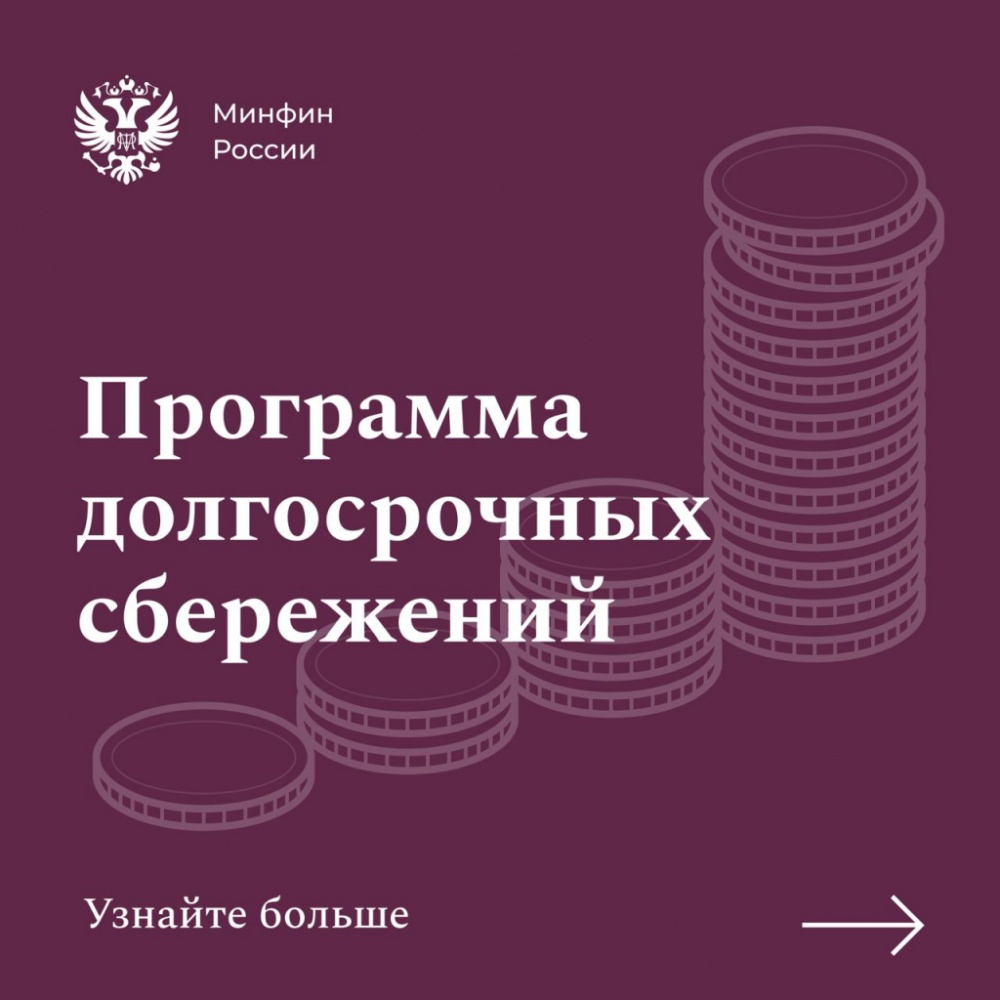 Минфин
России
Программа
долгосрочных
сбережений
Узнайте больше